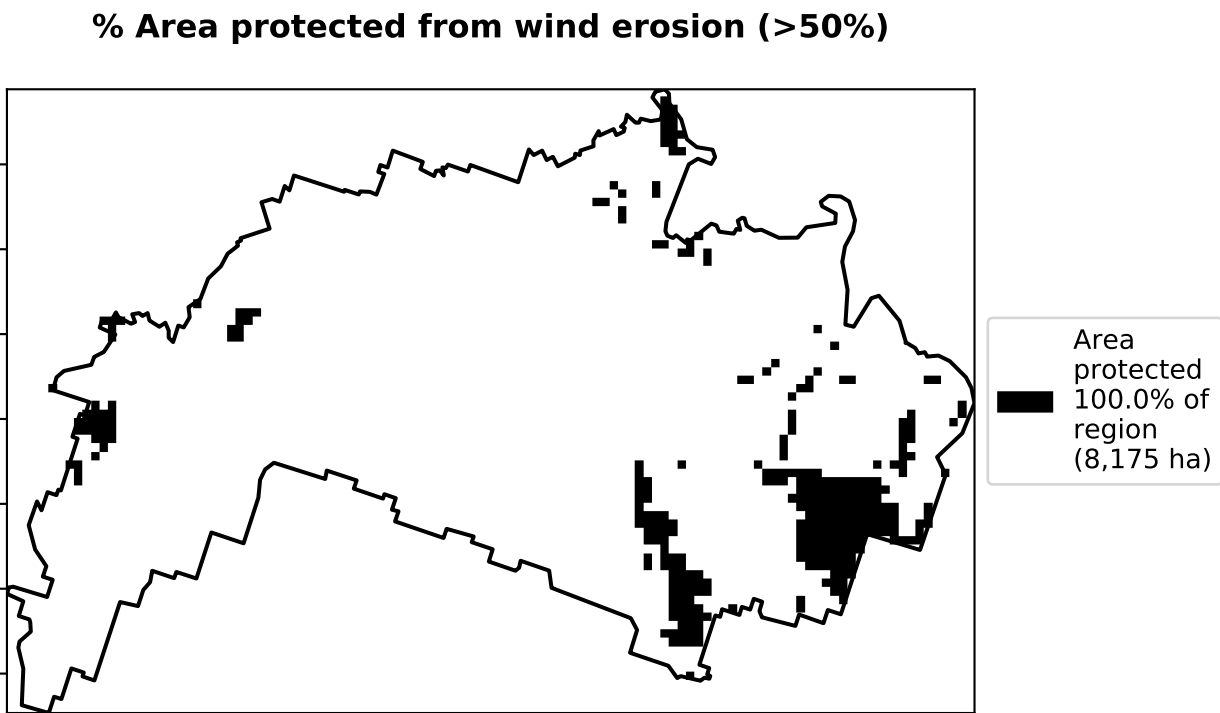 % Area protected from wind erosion (>50%)
Area
protected
100.0% of
region
(8,175 ha)